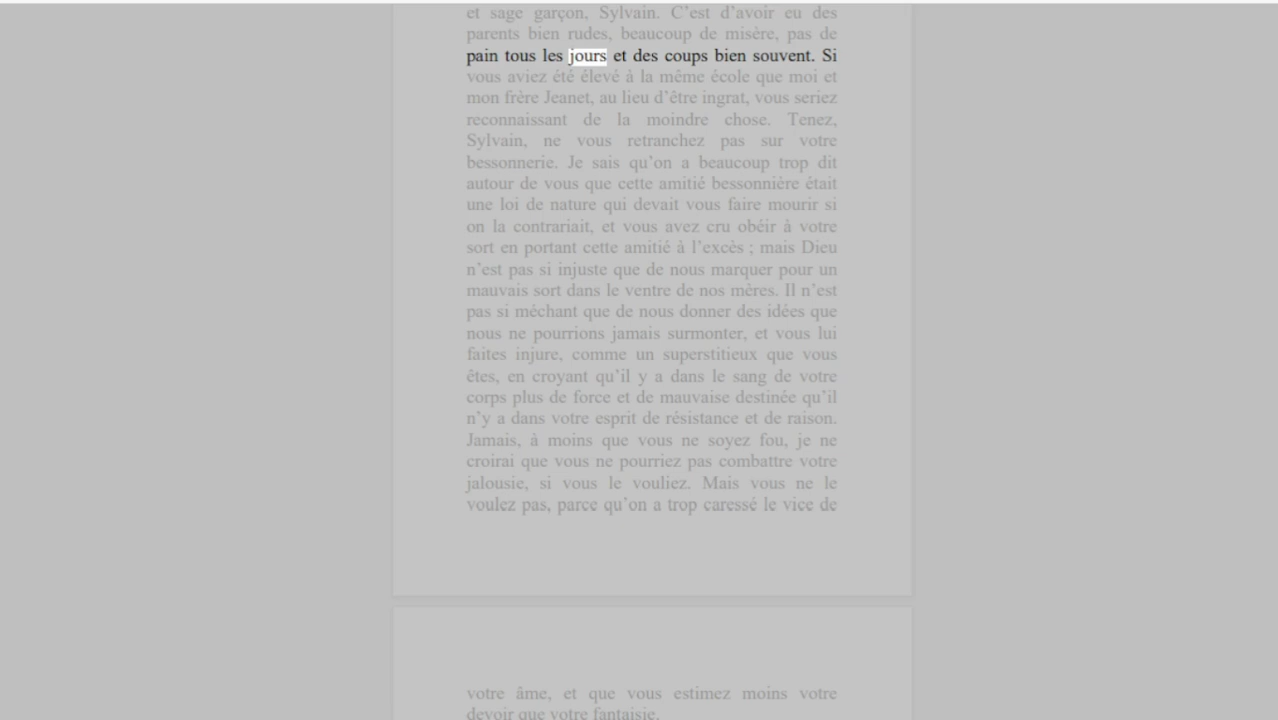 et sage garçon, Sylvain. C’est d’avoir eu des
parents bien rudes, beaucoup de misère, pas de
pain tous les jours et des coups bien souvent. Si
vous aviez été élevé à la même école que moi et
mon frère Jeanet, au lieu d’être ingrat, vous seriez
reconnaissant de la moindre chose. Tenez,
Sylvain, ne vous retranchez pas sur votre
bessonnerie. Je sais qu’on a beaucoup trop dit
autour de vous que cette amitié bessonnière était
une loi de nature qui devait vous faire mourir si
on la contrariait, et vous avez cru obéir à votre
sort en portant cette amitié à l’excès ; mais Dieu
n’est pas si injuste que de nous marquer pour un
mauvais sort dans le ventre de nos mères. Il n’est
pas si méchant que de nous donner des idées que
nous ne pourrions jamais surmonter, et vous lui
faites injure, comme un superstitieux que vous
êtes, en croyant qu’il y a dans le sang de votre
corps plus de force et de mauvaise destinée qu’il
n’y a dans votre esprit de résistance et de raison.
Jamais, à moins que vous ne soyez fou, je ne
croirai que vous ne pourriez pas combattre votre
jalousie, si vous le vouliez. Mais vous ne le
voulez pas, parce qu’on a trop caressé le vice de
votre âme, et que vous estimez moins votre
devoir que votre fantaisie.